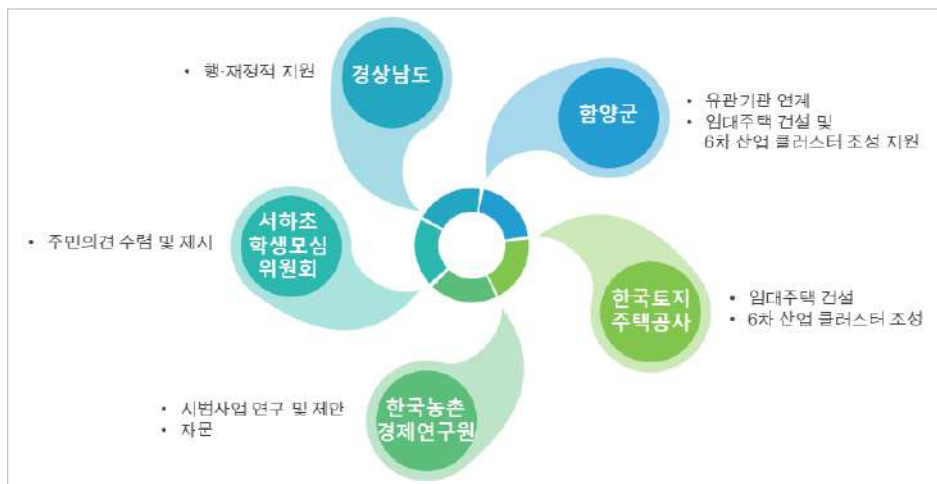 경상남도
• 행·재정적 지원
함양군
• 유관기관 연계
• 임대주택 건설 및
6차 산업 클러스터 조성 지원
서하초
학생모심
위원회
• 주민의견 수렴 및 제시
한국토지
주택공사
• 임대주택 건설
• 6차 산업 클러스터 조성
한국농촌
경제연구원
• 시범사업 연구 및 제안
• 자문